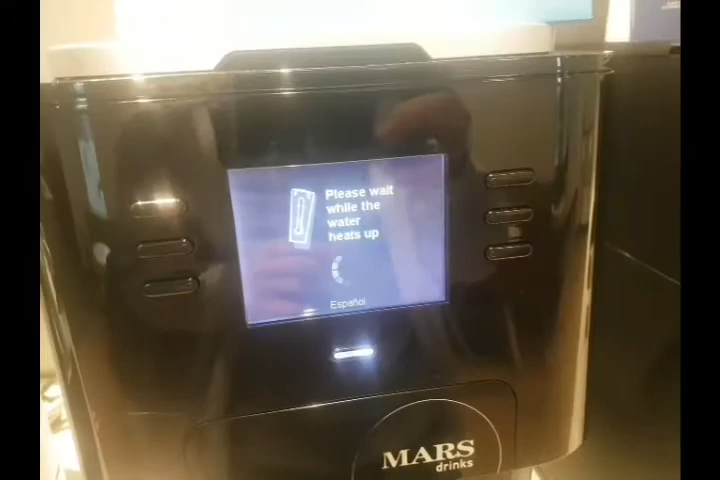 Please wait
while the
water
heats up
Español
MARS
drinks